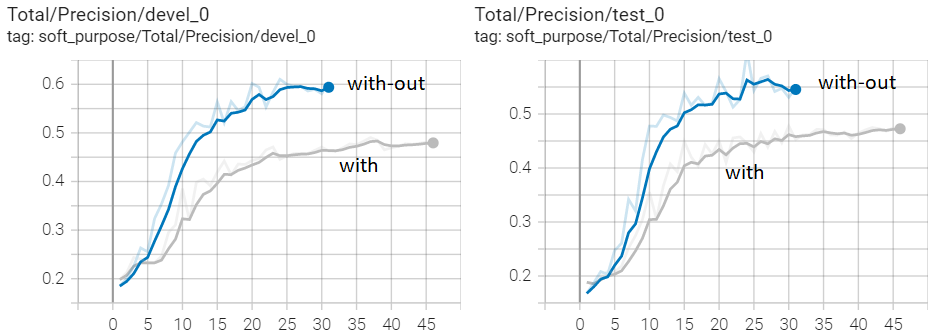 Total/Precision/devel_0
tag: soft_purpose/Total/Precision/devel_0
0.6
0.5
0.4
0.3
0.2
with-out
with
0 5 10 15 20 25 30 35 40 45
Total/Precision/test_0
tag: soft_purpose/Total/Precision/test_0
0.5
0.4
0.3
0.2
with-out
with
0 5 10 15 20 25 30 35 40 45